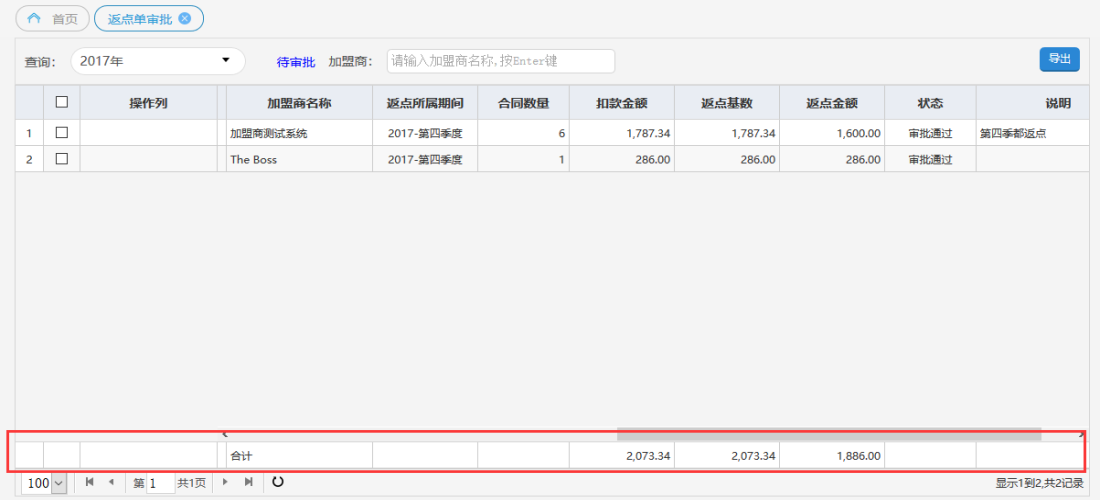 首页 返点单审批
查询: 2017年 待审批 加盟商: 请输入加盟商名称,按Enter键 导出
操作列 加盟商名称 返点所属期间 合同数量 扣款金额 返点基数 返点金额 状态 说明
1 加盟商测试系统 2017-第四季度 6 1,787.34 1,787.34 1,600.00 审批通过 第四季都返点
2 The Boss 2017-第四季度 1 286.00 286.00 286.00 审批通过
合计 2,073.34 2,073.34 1,886.00
100 第 1 共1页 显示1到2,共2记录